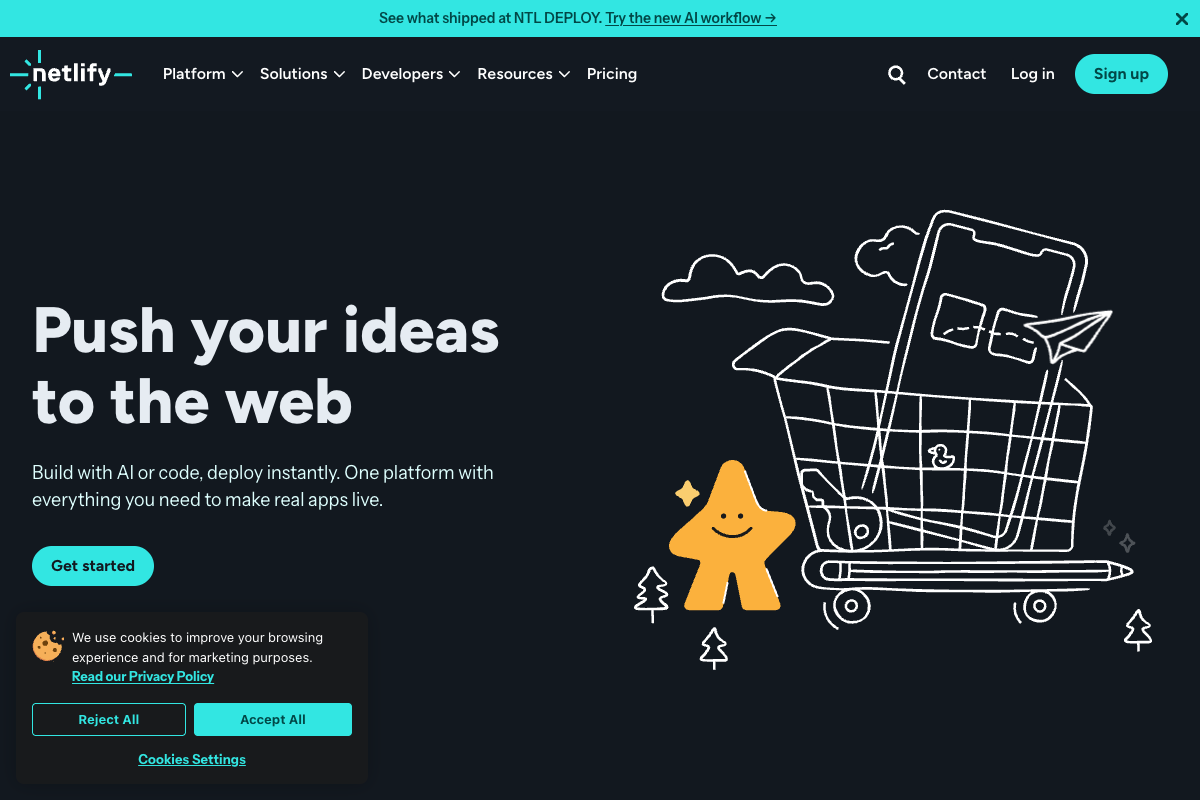 See what shipped at NTL DEPLOY. Try the new AI workflow →
netlify
Platform
Solutions
Developers
Resources
Pricing
Contact
Log in
Sign up
Push your ideas
to the web
Build with AI or code, deploy instantly. One platform with
everything you need to make real apps live.
Get started
We use cookies to improve your browsing
experience and for marketing purposes.
Read our Privacy Policy
Reject All
Accept All
Cookies Settings